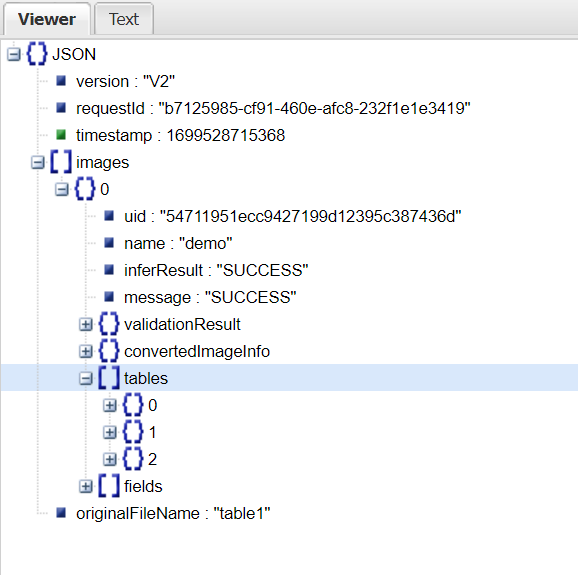 Viewer Text
JSON
version : "V2"
requestId : "b7125985-cf91-460e-afc8-232f1e1e3419"
timestamp : 1699528715368
images
0
uid : "54711951ecc9427199d12395c387436d"
name : "demo"
inferResult : "SUCCESS"
message : "SUCCESS"
validationResult
convertedImageInfo
tables
0
1
2
fields
originalFileName : "table1"